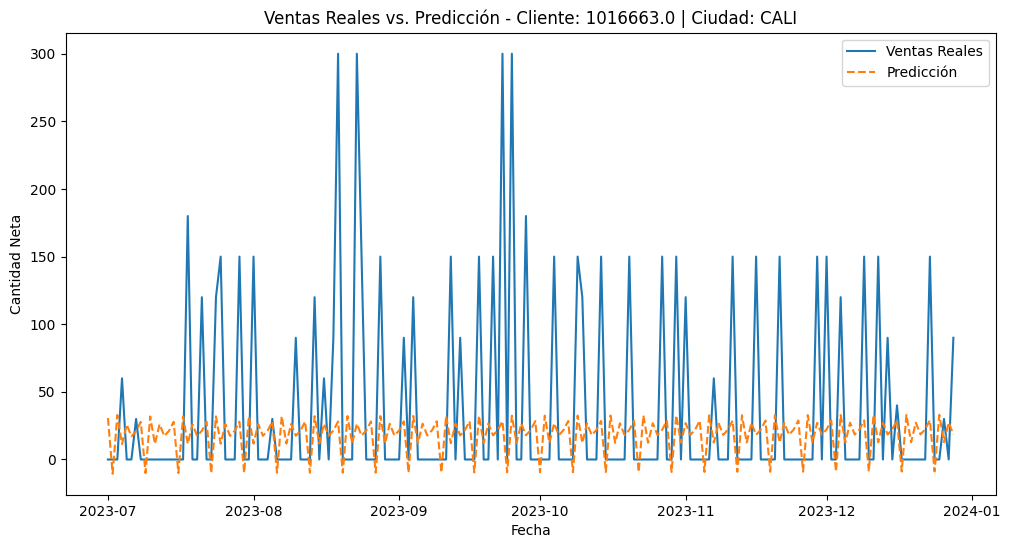 Ventas Reales vs. Predicción - Cliente: 1016663.0 | Ciudad: CALI
Ventas Reales
Predicción
300
250
200
150
100
50
0
Cantidad Neta
2023-07
2023-08
2023-09
2023-10
2023-11
2023-12
2024-01
Fecha